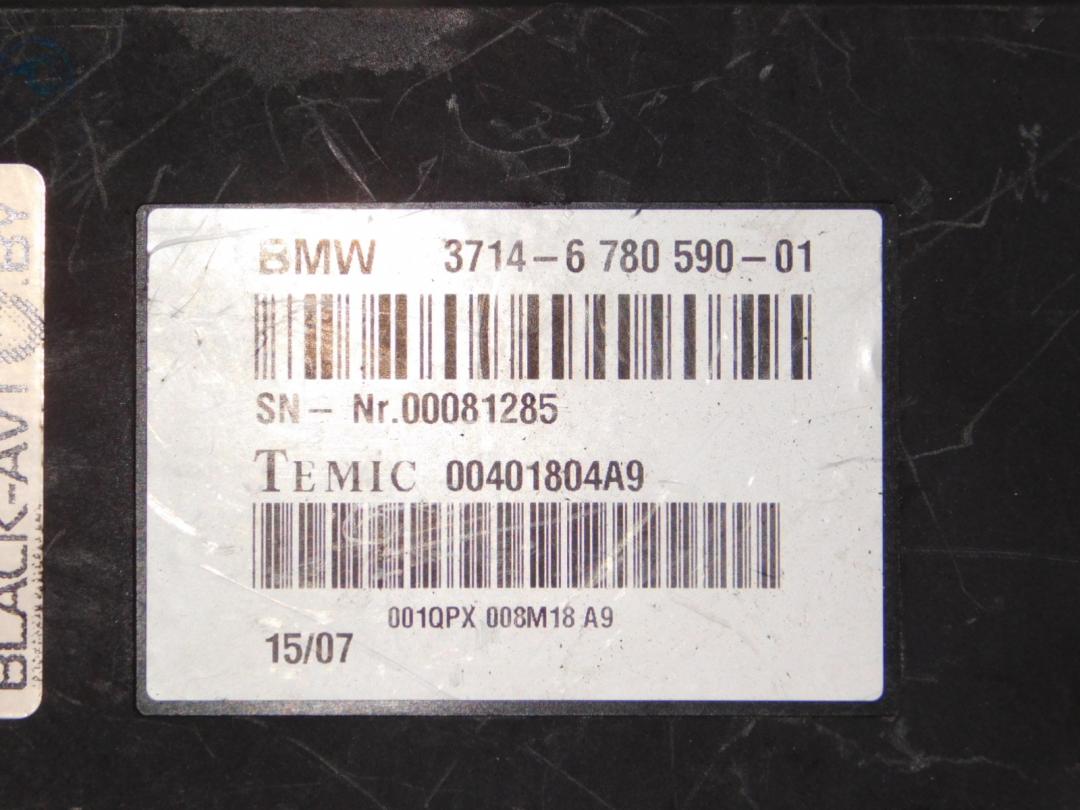 BMW 3714-6 780 590-01
SN- Nr.00081285
TEMIC 00401804A9
001QPX 008M18 A9
15/07
BLACK-AVTO.BY